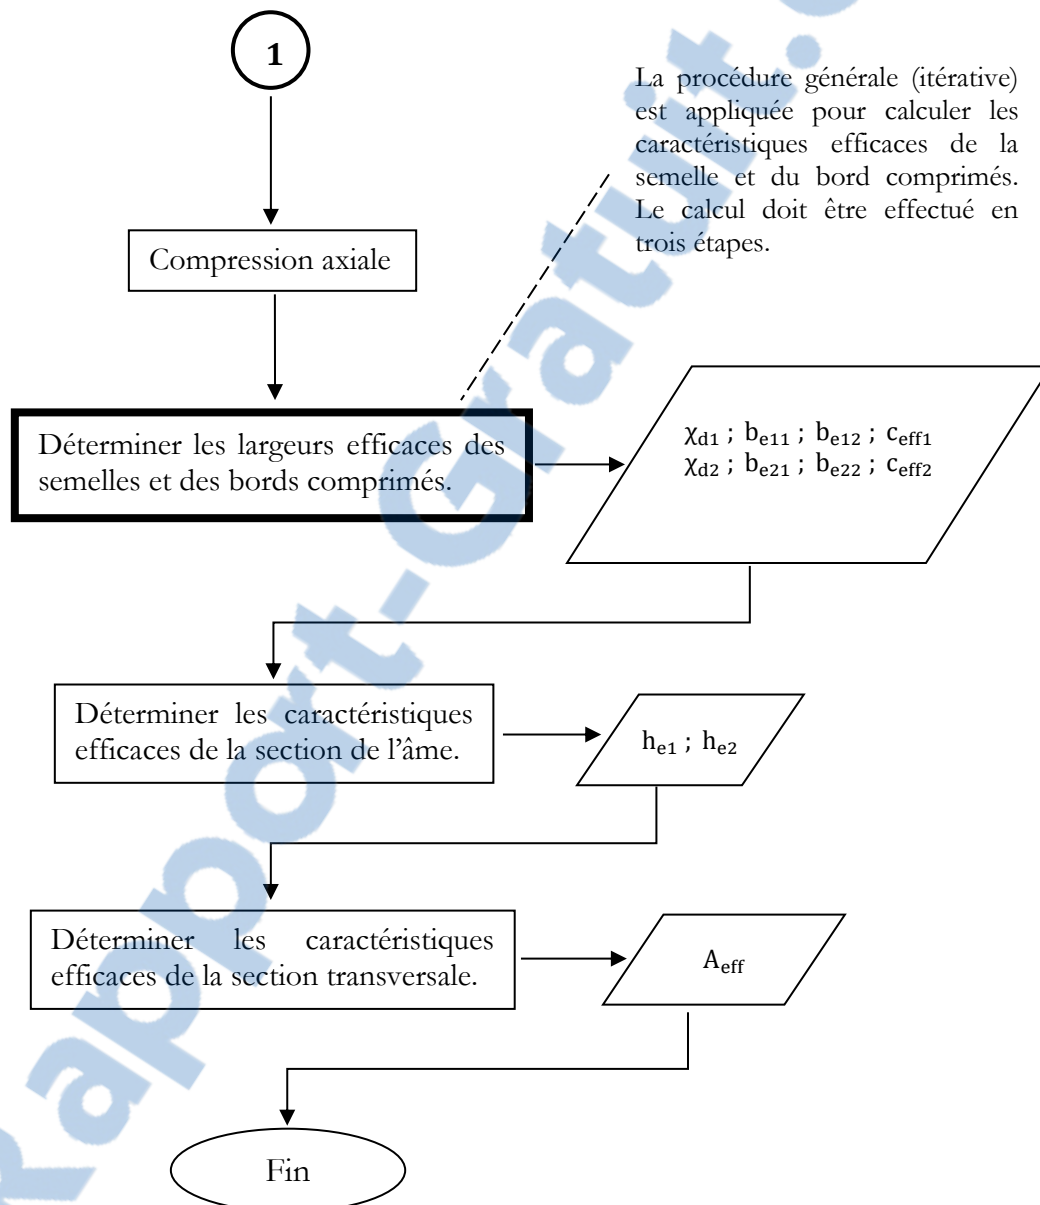 1
La procédure générale (itérative)
est appliquée pour calculer les
caractéristiques efficaces de la
semelle et du bord comprimés.
Le calcul doit être effectué en
trois étapes.
Compression axiale
Déterminer les largeurs efficaces des
semelles et des bords comprimés.
χd1 ; be11 ; be12 ; ceff1
χd2 ; be21 ; be22 ; ceff2
Déterminer les caractéristiques
efficaces de la section de l’âme.
he1 ; he2
Déterminer les caractéristiques
efficaces de la section transversale.
Aeff
Fin
Rapport-Gratuit.c